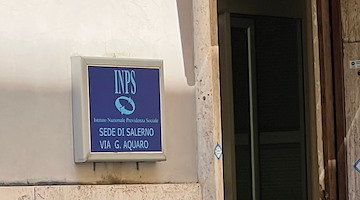 INPS
Istituto Nazionale Previdenza Sociale
SEDE DI SALERNO
VIA G. AQUARO